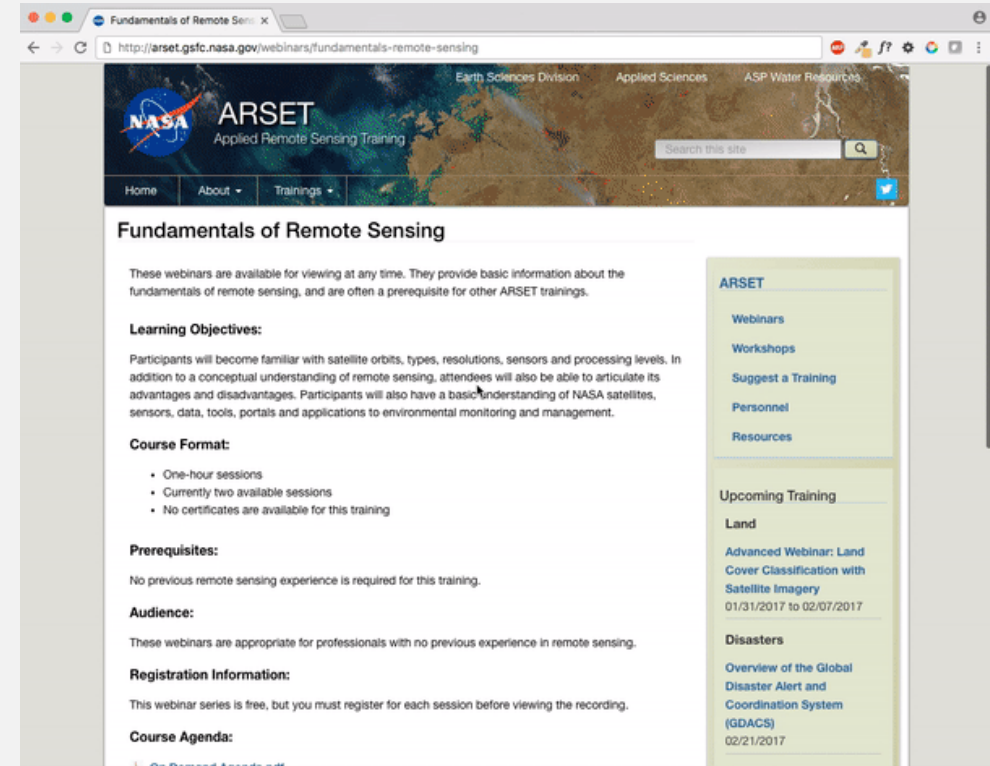 Fundamentals of Remote Sens
http://arset.gsfc.nasa.gov/webinars/fundamentals-remote-sensing
Earth Sciences Division Applied Sciences ASP Water Resources
NASA
ARSET
Applied Remote Sensing Training
Search this site
Home About Trainings
Fundamentals of Remote Sensing
These webinars are available for viewing at any time. They provide basic information about the
fundamentals of remote sensing, and are often a prerequisite for other ARSET trainings.
Learning Objectives:
Participants will become familiar with satellite orbits, types, resolutions, sensors and processing levels. In
addition to a conceptual understanding of remote sensing, attendees will also be able to articulate its
advantages and disadvantages. Participants will also have a basic understanding of NASA satellites,
sensors, data, tools, portals and applications to environmental monitoring and management.
Course Format:
• One-hour sessions
• Currently two available sessions
• No certificates are available for this training
Prerequisites:
No previous remote sensing experience is required for this training.
Audience:
These webinars are appropriate for professionals with no previous experience in remote sensing.
Registration Information:
This webinar series is free, but you must register for each session before viewing the recording.
Course Agenda:
On Demand Agenda.pdf
ARSET
Webinars
Workshops
Suggest a Training
Personnel
Resources
Upcoming Training
Land
Advanced Webinar: Land
Cover Classification with
Satellite Imagery
01/31/2017 to 02/07/2017
Disasters
Overview of the Global
Disaster Alert and
Coordination System
(GDACS)
02/21/2017